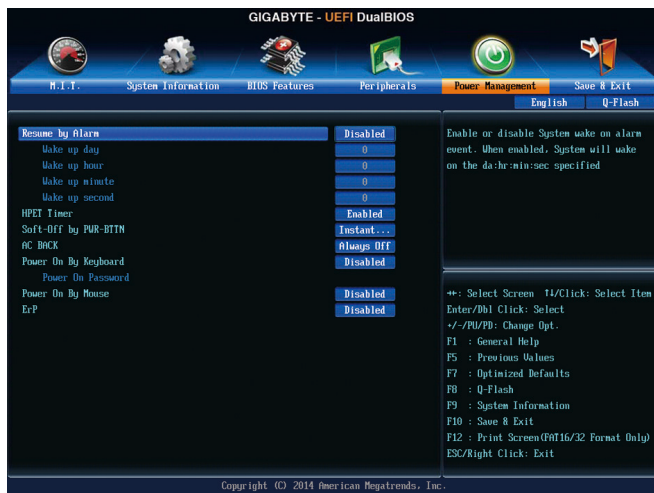 GIGABYTE - UEFI DualBIOS
M.I.T. System Information BIOS Features Peripherals Power Management Save & Exit
English Q-Flash
Resume by Alarm Disabled
Wake up day 0
Wake up hour 0
Wake up minute 0
Wake up second 0
HPET Timer Enabled
Soft-Off by PWR-BTTN Instant...
AC BACK Always Off
Power On By Keyboard Disabled
Power On Password
Power On By Mouse Disabled
ErP Disabled
Enable or disable System wake on alarm
event. When enabled, System will wake
on the da:hr:min:sec specified
→←: Select Screen ↑↓/Click: Select Item
Enter/Dbl Click: Select
+/-/PU/PD: Change Opt.
F1 : General Help
F5 : Previous Values
F7 : Optimized Defaults
F8 : Q-Flash
F9 : System Information
F10 : Save & Exit
F12 : Print Screen(FAT16/32 Format Only)
ESC/Right Click: Exit
Copyright (C) 2014 American Megatrends, Inc.